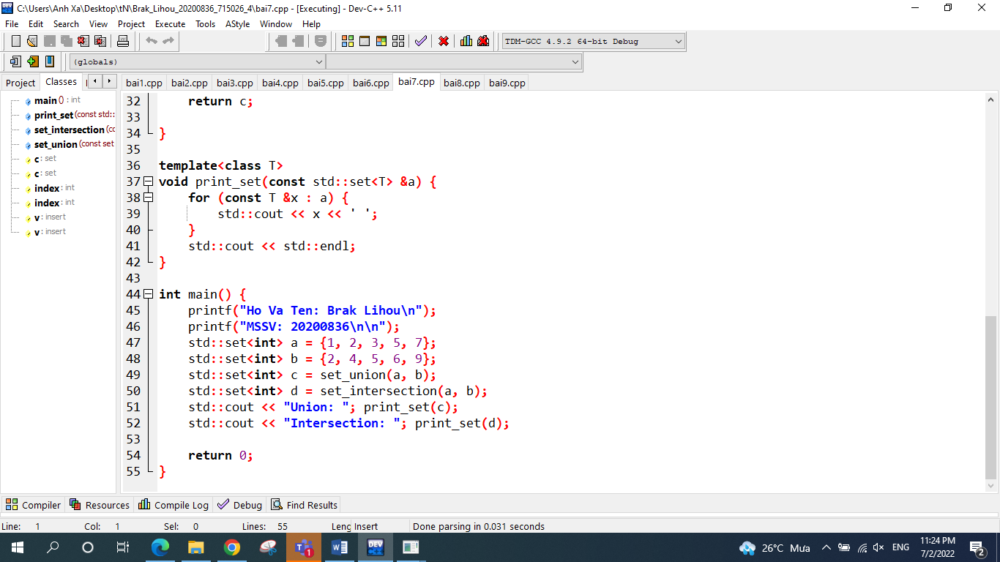 C:\Users\Anh Xa\Desktop\tN\Brak_Lihou_20200836_715026_4\bai7.cpp - [Executing] - Dev-C++ 5.11
File Edit Search View Project Execute Tools AStyle Window Help
TDM-GCC 4.9.2 64-bit Debug
(globals)
Project Classes
bai1.cpp bai2.cpp bai3.cpp bai4.cpp bai5.cpp bai6.cpp bai7.cpp bai8.cpp bai9.cpp
main () : int
print_set (const std::
set_intersection (cc
set_union (const set
c : set
c : set
index : int
index : int
v : insert
v : insert
32 return c;
33
34 }
35
36 template<class T>
37 void print_set(const std::set<T> &a) {
38 for (const T &x : a) {
39 std::cout << x << ' ';
40 }
41 std::cout << std::endl;
42 }
43
44 int main() {
45 printf("Ho Va Ten: Brak Lihou\n");
46 printf("MSSV: 20200836\n\n");
47 std::set<int> a = {1, 2, 3, 5, 7};
48 std::set<int> b = {2, 4, 5, 6, 9};
49 std::set<int> c = set_union(a, b);
50 std::set<int> d = set_intersection(a, b);
51 std::cout << "Union: "; print_set(c);
52 std::cout << "Intersection: "; print_set(d);
53
54 return 0;
55 }
Compiler Resources Compile Log Debug Find Results
Line: 1 Col: 1 Sel: 0 Lines: 55 Leng Insert Done parsing in 0.031 seconds
DEV
26°C Mưa ENG 11:24 PM
7/2/2022